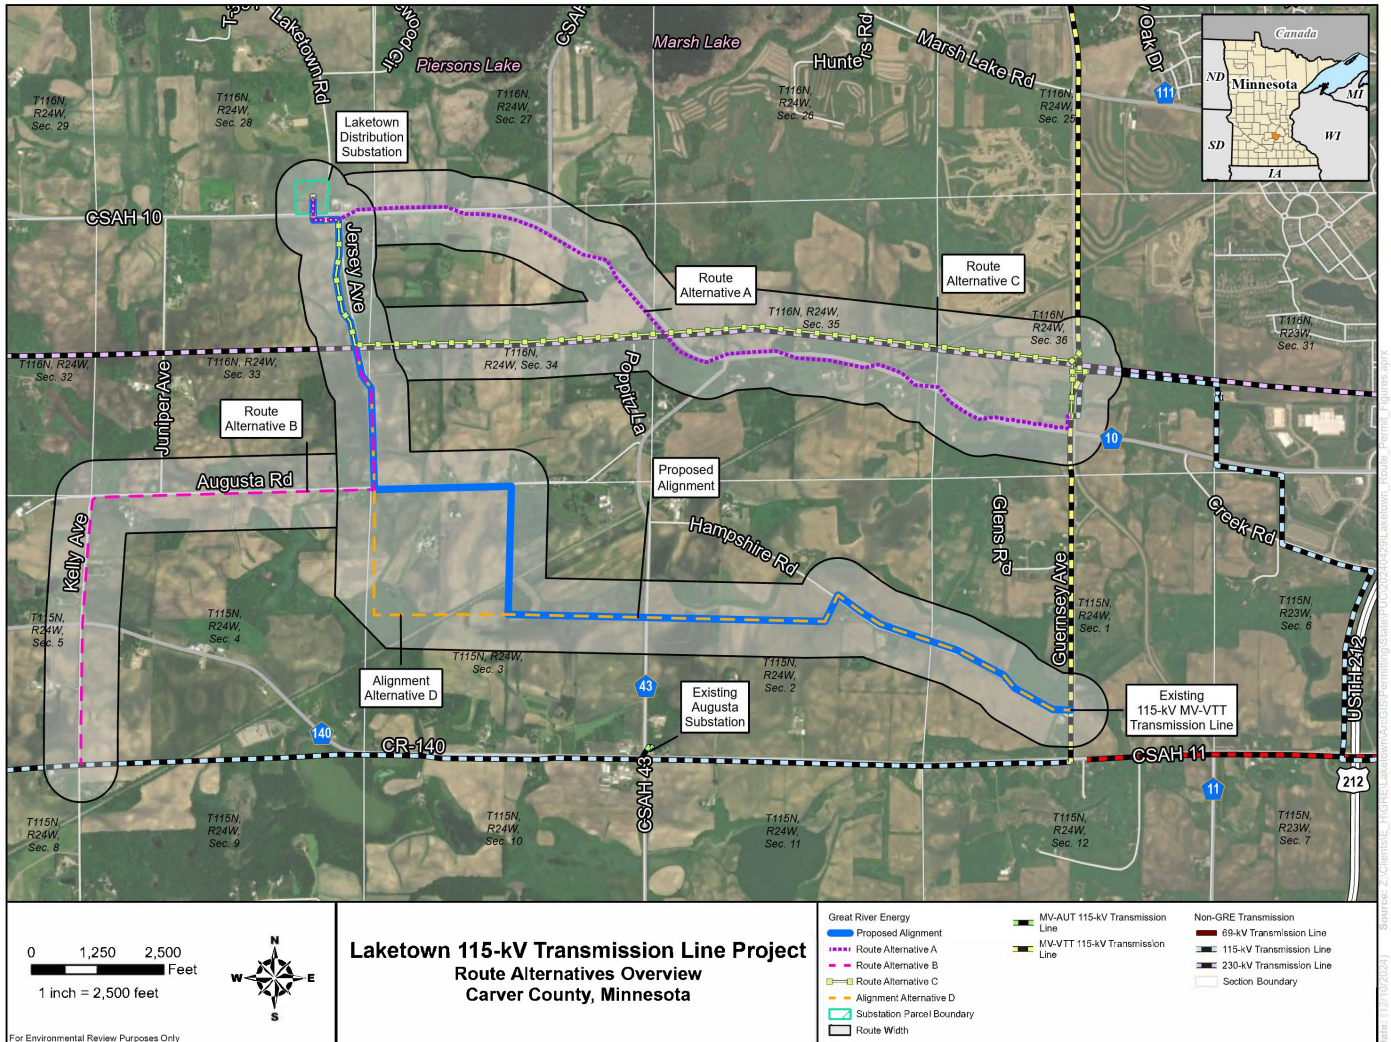 Laketown Rd
CSAH
Marsh Lake
Piersons Lake
Hunters Rd
Marsh Lake Rd
Oak Dr
111
Canada
ND
Minnesota
MI
SD
WI
IA
T116N,
R24W,
Sec. 29
T116N,
R24W,
Sec. 28
T116N,
R24W,
Sec. 27
T116N,
R24W,
Sec. 26
T116N,
R24W,
Sec. 25
Laketown
Distribution
Substation
CSAH 10
Jersey Ave
Route
Alternative A
Route
Alternative C
T116N, R24W,
Sec. 35
T116N,
R24W,
Sec. 36
T116N,
R23W,
Sec. 31
T116N, R24W,
Sec. 32
T116N, R24W,
Sec. 33
T116N,
R24W, Sec. 34
Juniper Ave
Poppitz La
Route
Alternative B
10
Augusta Rd
Proposed
Alignment
Hampshire Rd
Glens Rd
Creek Rd
Kelly Ave
Guernsey Ave
T115N,
R24W,
Sec. 5
T115N,
R24W,
Sec. 4
T115N, R24W,
Sec. 3
T115N,
R24W,
Sec. 2
T115N,
R24W,
Sec. 1
T115N,
R23W,
Sec. 6
USTH 212
Alignment
Alternative D
43
Existing
Augusta
Substation
Existing
115-kV MV-VTT
Transmission Line
140
CR-140
CSAH 43
CSAH 11
212
11
T115N,
R24W,
Sec. 8
T115N,
R24W,
Sec. 9
T115N,
R24W,
Sec. 10
T115N,
R24W,
Sec. 11
T115N,
R24W,
Sec. 12
T115N,
R23W,
Sec. 7
0 1,250 2,500
Feet
1 inch = 2,500 feet
N
W E
S
For Environmental Review Purposes Only
Laketown 115-kV Transmission Line Project
Route Alternatives Overview
Carver County, Minnesota
Great River Energy
Proposed Alignment
Route Alternative A
Route Alternative B
Route Alternative C
Alignment Alternative D
Substation Parcel Boundary
Route Width
MV-AUT 115-kV Transmission
Line
MV-VTT 115-kV Transmission
Line
Non-GRE Transmission
69-kV Transmission Line
115-kV Transmission Line
230-kV Transmission Line
Section Boundary